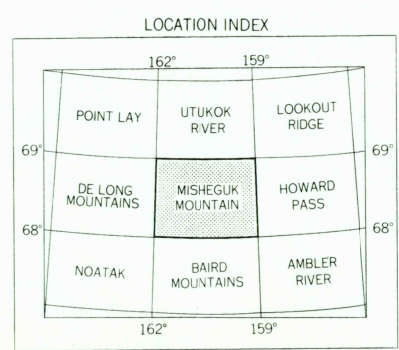 LOCATION INDEX
162° 159°
POINT LAY
UTUKOK
RIVER
LOOKOUT
RIDGE
69° 69°
DE LONG
MOUNTAINS
MISHEGUK
MOUNTAIN
HOWARD
PASS
68° 68°
NOATAK
BAIRD
MOUNTAINS
AMBLER
RIVER
162° 159°